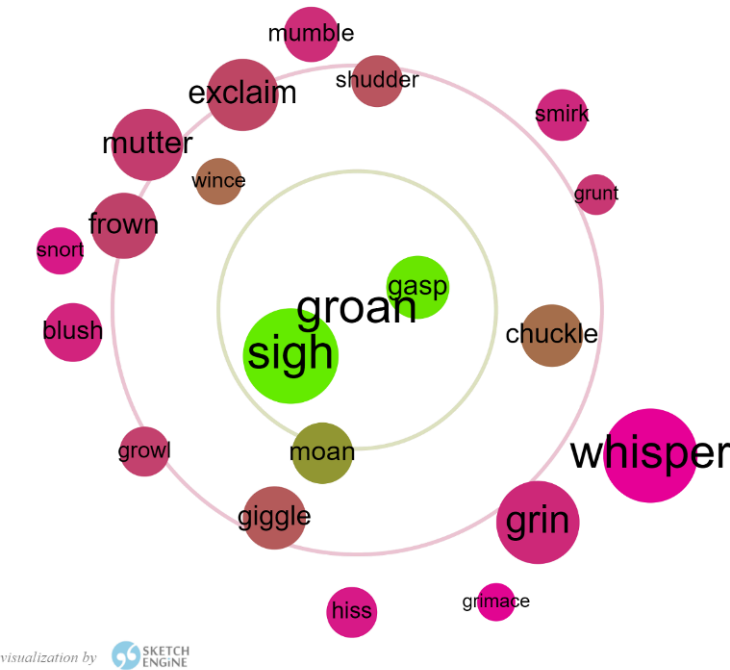 mumble
shudder
exclaim
smirk
mutter
wince
grunt
frown
snort
gasp
groan
blush
chuckle
sigh
growl
moan
whisper
giggle
grin
grimace
hiss
visualization by SKETCH
ENGINE